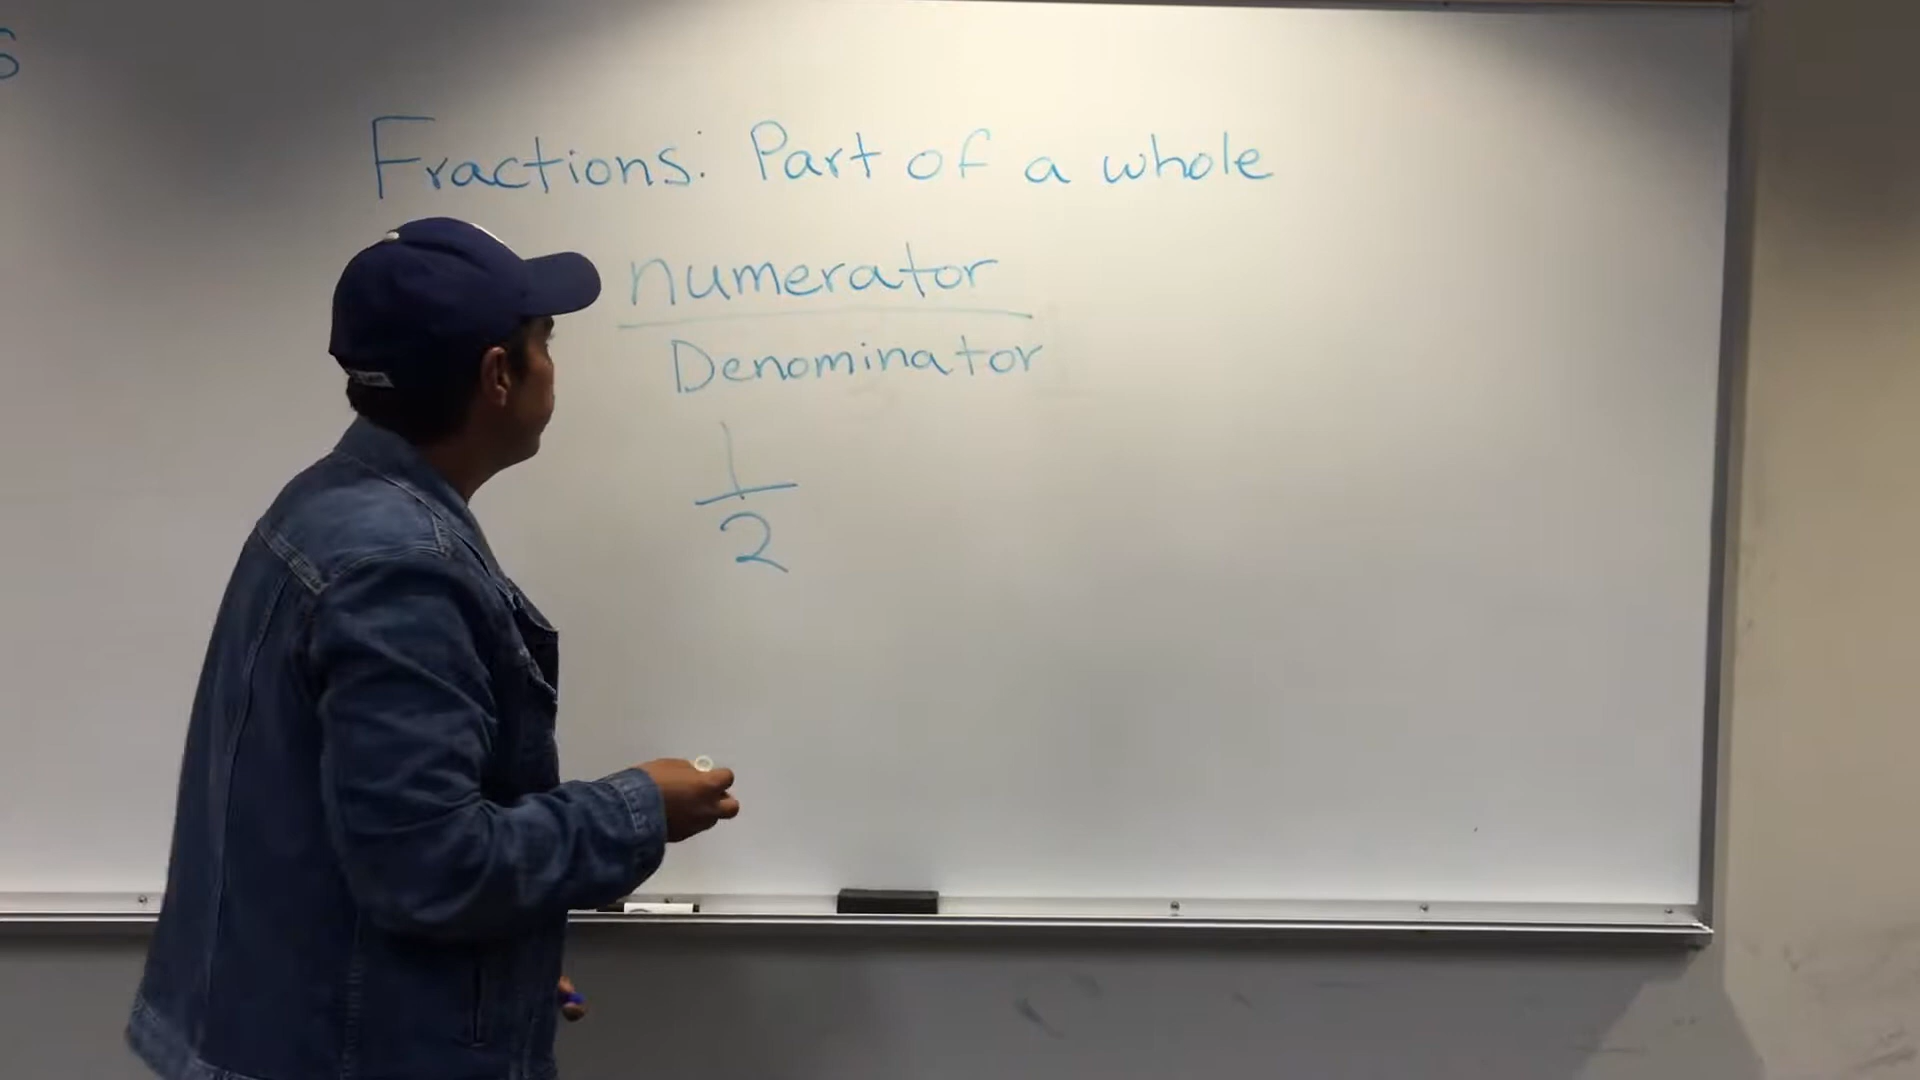 Fractions: Part of a whole
numerator
Denominator
1
2